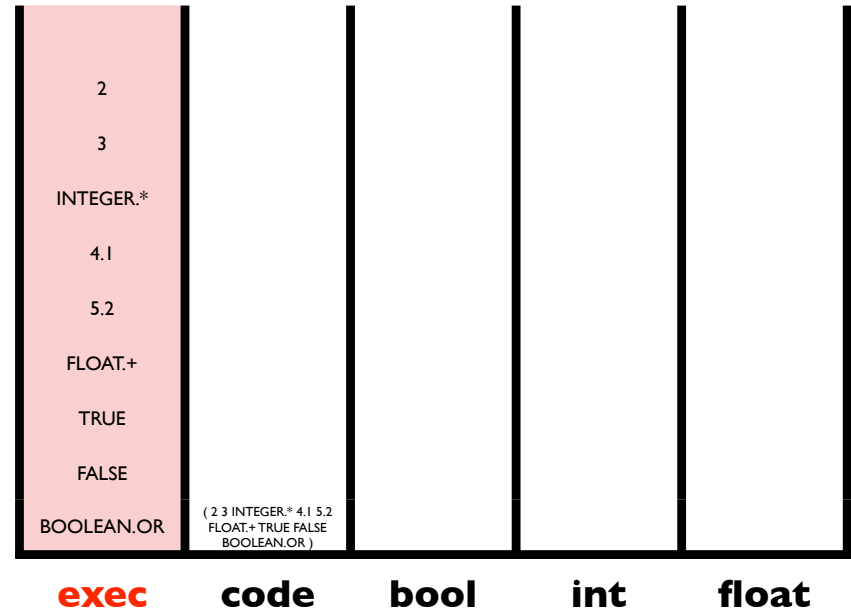 2
3
INTEGER.*
4.1
5.2
FLOAT.+
TRUE
FALSE
BOOLEAN.OR
( 2 3 INTEGER.* 4.1 5.2
FLOAT.+ TRUE FALSE
BOOLEAN.OR )
exec code bool int float